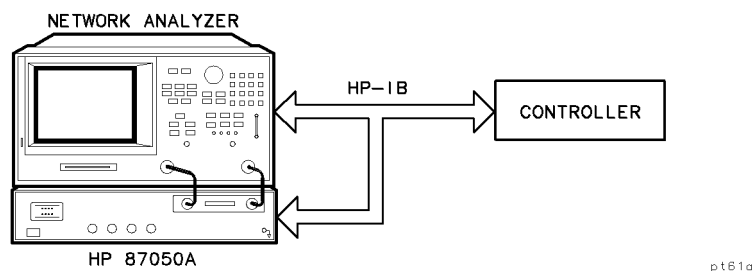 NETWORK ANALYZER
HP-IB
CONTROLLER
HP 87050A
pt61a